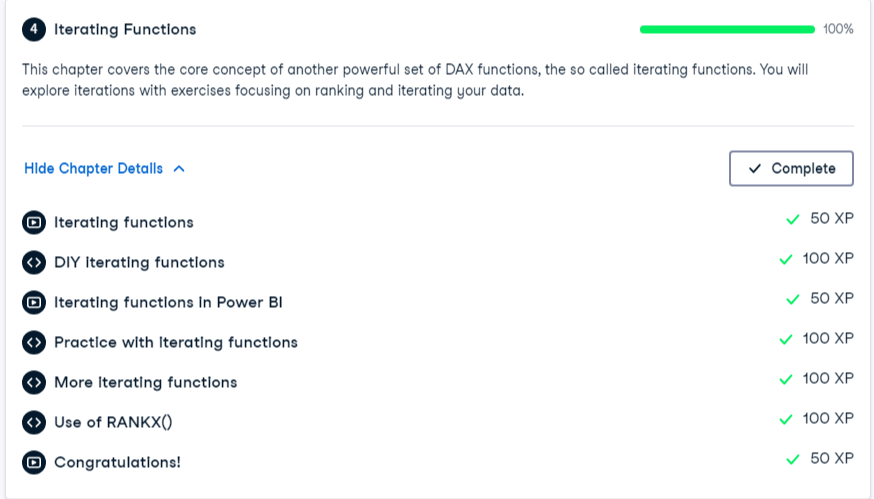 4 Iterating Functions 100%
This chapter covers the core concept of another powerful set of DAX functions, the so called iterating functions. You will
explore iterations with exercises focusing on ranking and iterating your data.
Hide Chapter Details
Complete
Iterating functions 50 XP
DIY iterating functions 100 XP
Iterating functions in Power BI 50 XP
Practice with iterating functions 100 XP
More iterating functions 100 XP
Use of RANKX() 100 XP
Congratulations! 50 XP